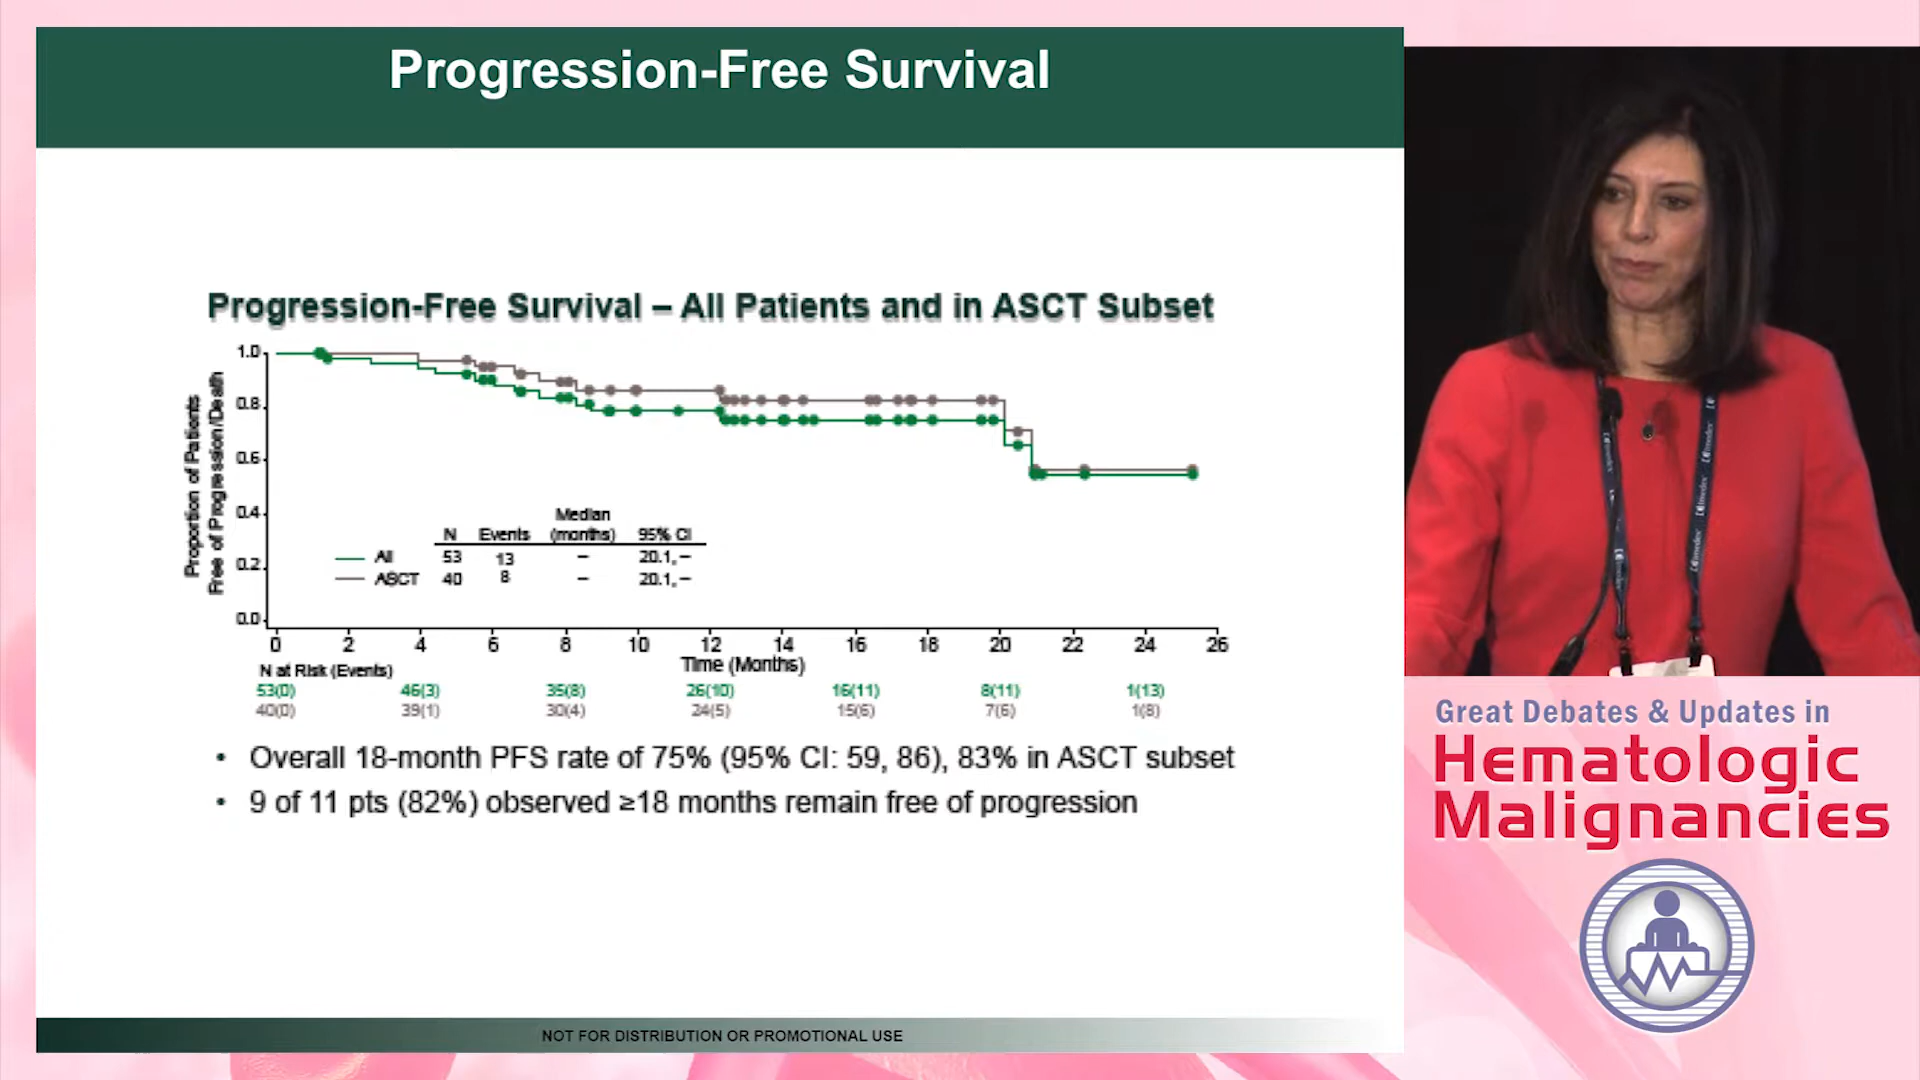 Progression-Free Survival
Progression-Free Survival – All Patients and in ASCT Subset
Proportion of Patients
Free of Progression/Death
1.0
0.8
0.6
0.4
0.2
0.0
Median
N Events (months) 95% CI
All 53 13 – 20.1, –
ASCT 40 8 – 20.1, –
0 2 4 6 8 10 12 14 16 18 20 22 24 26
Time (Months)
N at Risk (Events)
53(0) 46(3) 35(8) 26(10) 16(11) 8(11) 1(13)
40(0) 39(1) 30(4) 24(5) 15(6) 7(6) 1(8)
• Overall 18-month PFS rate of 75% (95% CI: 59, 86), 83% in ASCT subset
• 9 of 11 pts (82%) observed ≥18 months remain free of progression
NOT FOR DISTRIBUTION OR PROMOTIONAL USE
imedex
imedex
Great Debates & Updates in
Hematologic
Malignancies